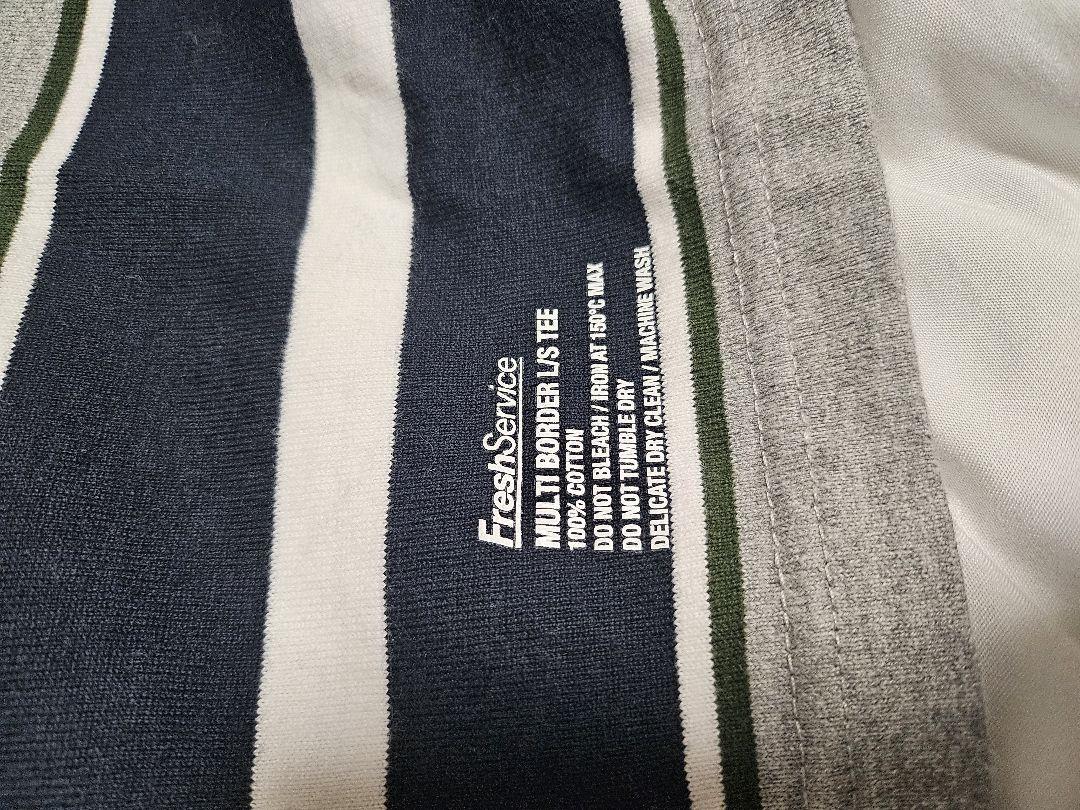 FreshService
MULTI BORDER L/S TEE
100% COTTON
DO NOT BLEACH / IRON AT 150°C MAX
DO NOT TUMBLE DRY
DELICATE DRY CLEAN / MACHINE WASH